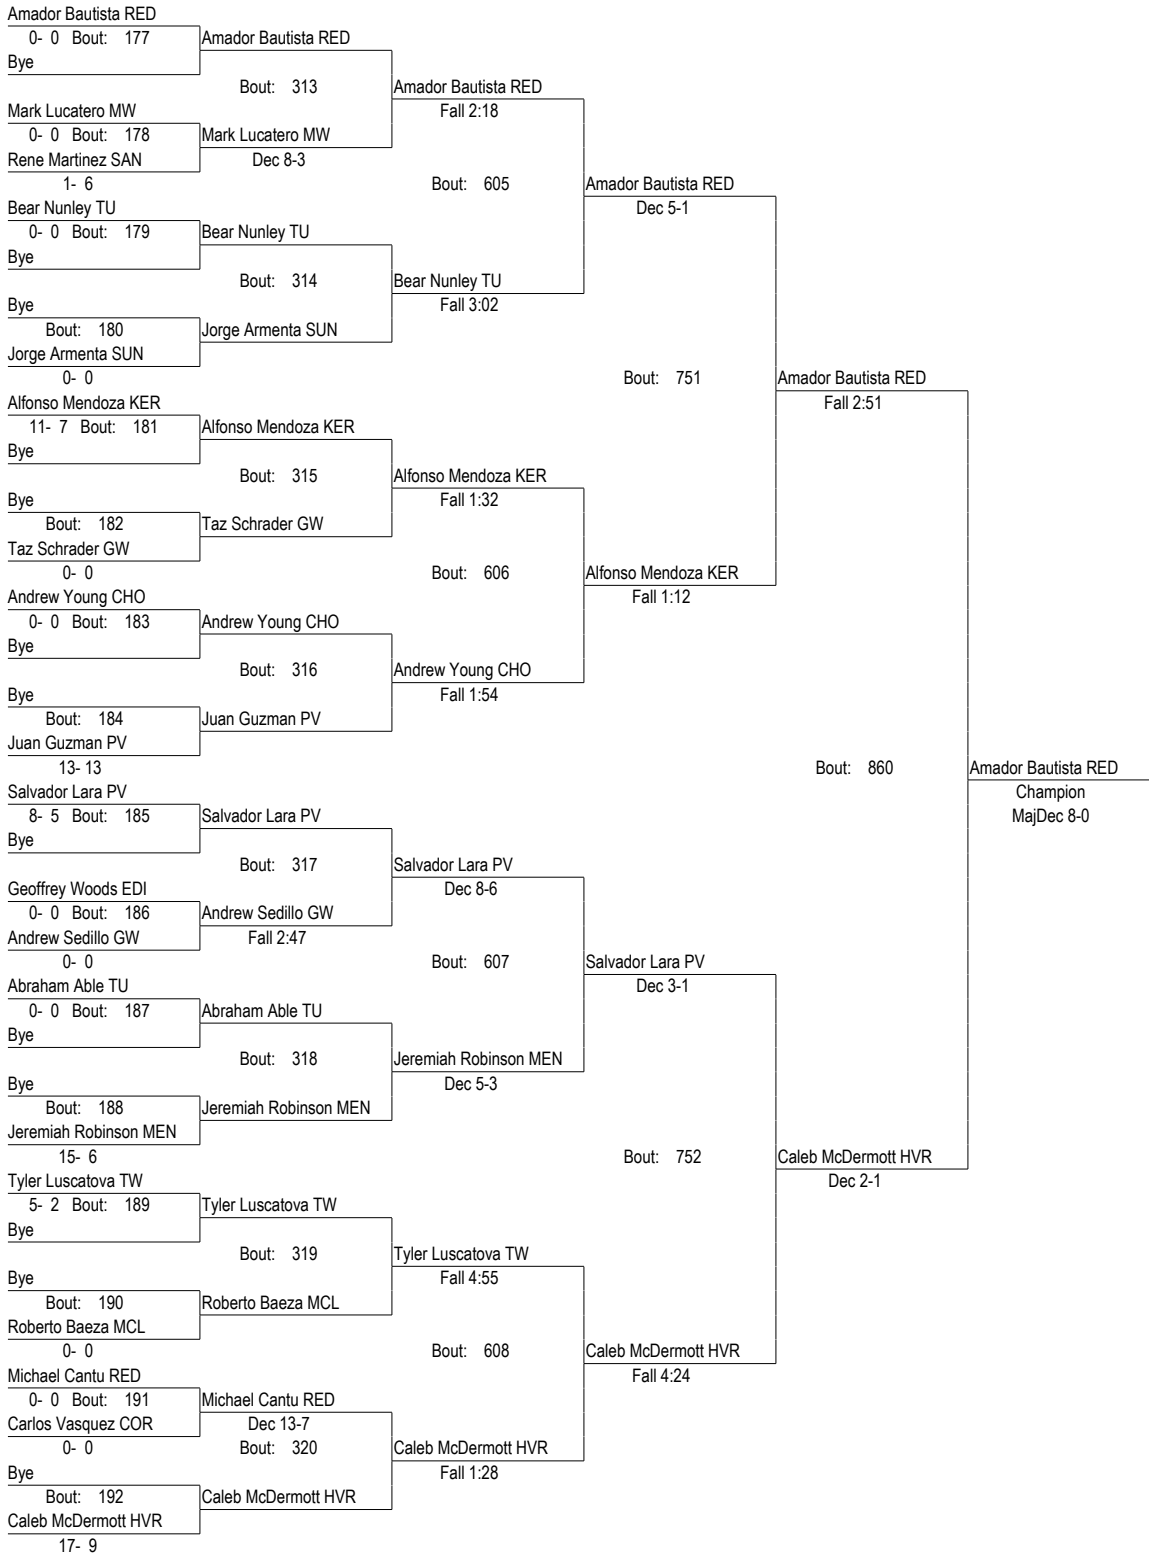 Amador Bautista RED
0- 0 Bout: 177 Amador Bautista RED
Bye
Bout: 313 Amador Bautista RED
Mark Lucatero MW Fall 2:18
0- 0 Bout: 178 Mark Lucatero MW
Rene Martinez SAN Dec 8-3
1- 6 Bout: 605 Amador Bautista RED
Bear Nunley TU Dec 5-1
0- 0 Bout: 179 Bear Nunley TU
Bye
Bout: 314 Bear Nunley TU
Bye Fall 3:02
Bout: 180 Jorge Armenta SUN
Jorge Armenta SUN
0- 0 Bout: 751 Amador Bautista RED
Alfonso Mendoza KER Fall 2:51
11- 7 Bout: 181 Alfonso Mendoza KER
Bye
Bout: 315 Alfonso Mendoza KER
Bye Fall 1:32
Bout: 182 Taz Schrader GW
Taz Schrader GW
0- 0 Bout: 606 Alfonso Mendoza KER
Andrew Young CHO Fall 1:12
0- 0 Bout: 183 Andrew Young CHO
Bye
Bout: 316 Andrew Young CHO
Bye Fall 1:54
Bout: 184 Juan Guzman PV
Juan Guzman PV
13- 13 Bout: 860 Amador Bautista RED
Salvador Lara PV Champion
8- 5 Bout: 185 Salvador Lara PV MajDec 8-0
Bye
Bout: 317 Salvador Lara PV
Geoffrey Woods EDI Dec 8-6
0- 0 Bout: 186 Andrew Sedillo GW
Andrew Sedillo GW Fall 2:47
0- 0 Bout: 607 Salvador Lara PV
Abraham Able TU Dec 3-1
0- 0 Bout: 187 Abraham Able TU
Bye
Bout: 318 Jeremiah Robinson MEN
Bye Dec 5-3
Bout: 188 Jeremiah Robinson MEN
Jeremiah Robinson MEN
15- 6 Bout: 752 Caleb McDermott HVR
Tyler Luscatova TW Dec 2-1
5- 2 Bout: 189 Tyler Luscatova TW
Bye
Bout: 319 Tyler Luscatova TW
Bye Fall 4:55
Bout: 190 Roberto Baeza MCL
Roberto Baeza MCL
0- 0 Bout: 608 Caleb McDermott HVR
Michael Cantu RED Fall 4:24
0- 0 Bout: 191 Michael Cantu RED
Carlos Vasquez COR Dec 13-7
0- 0 Bout: 320 Caleb McDermott HVR
Bye Fall 1:28
Bout: 192 Caleb McDermott HVR
Caleb McDermott HVR
17- 9